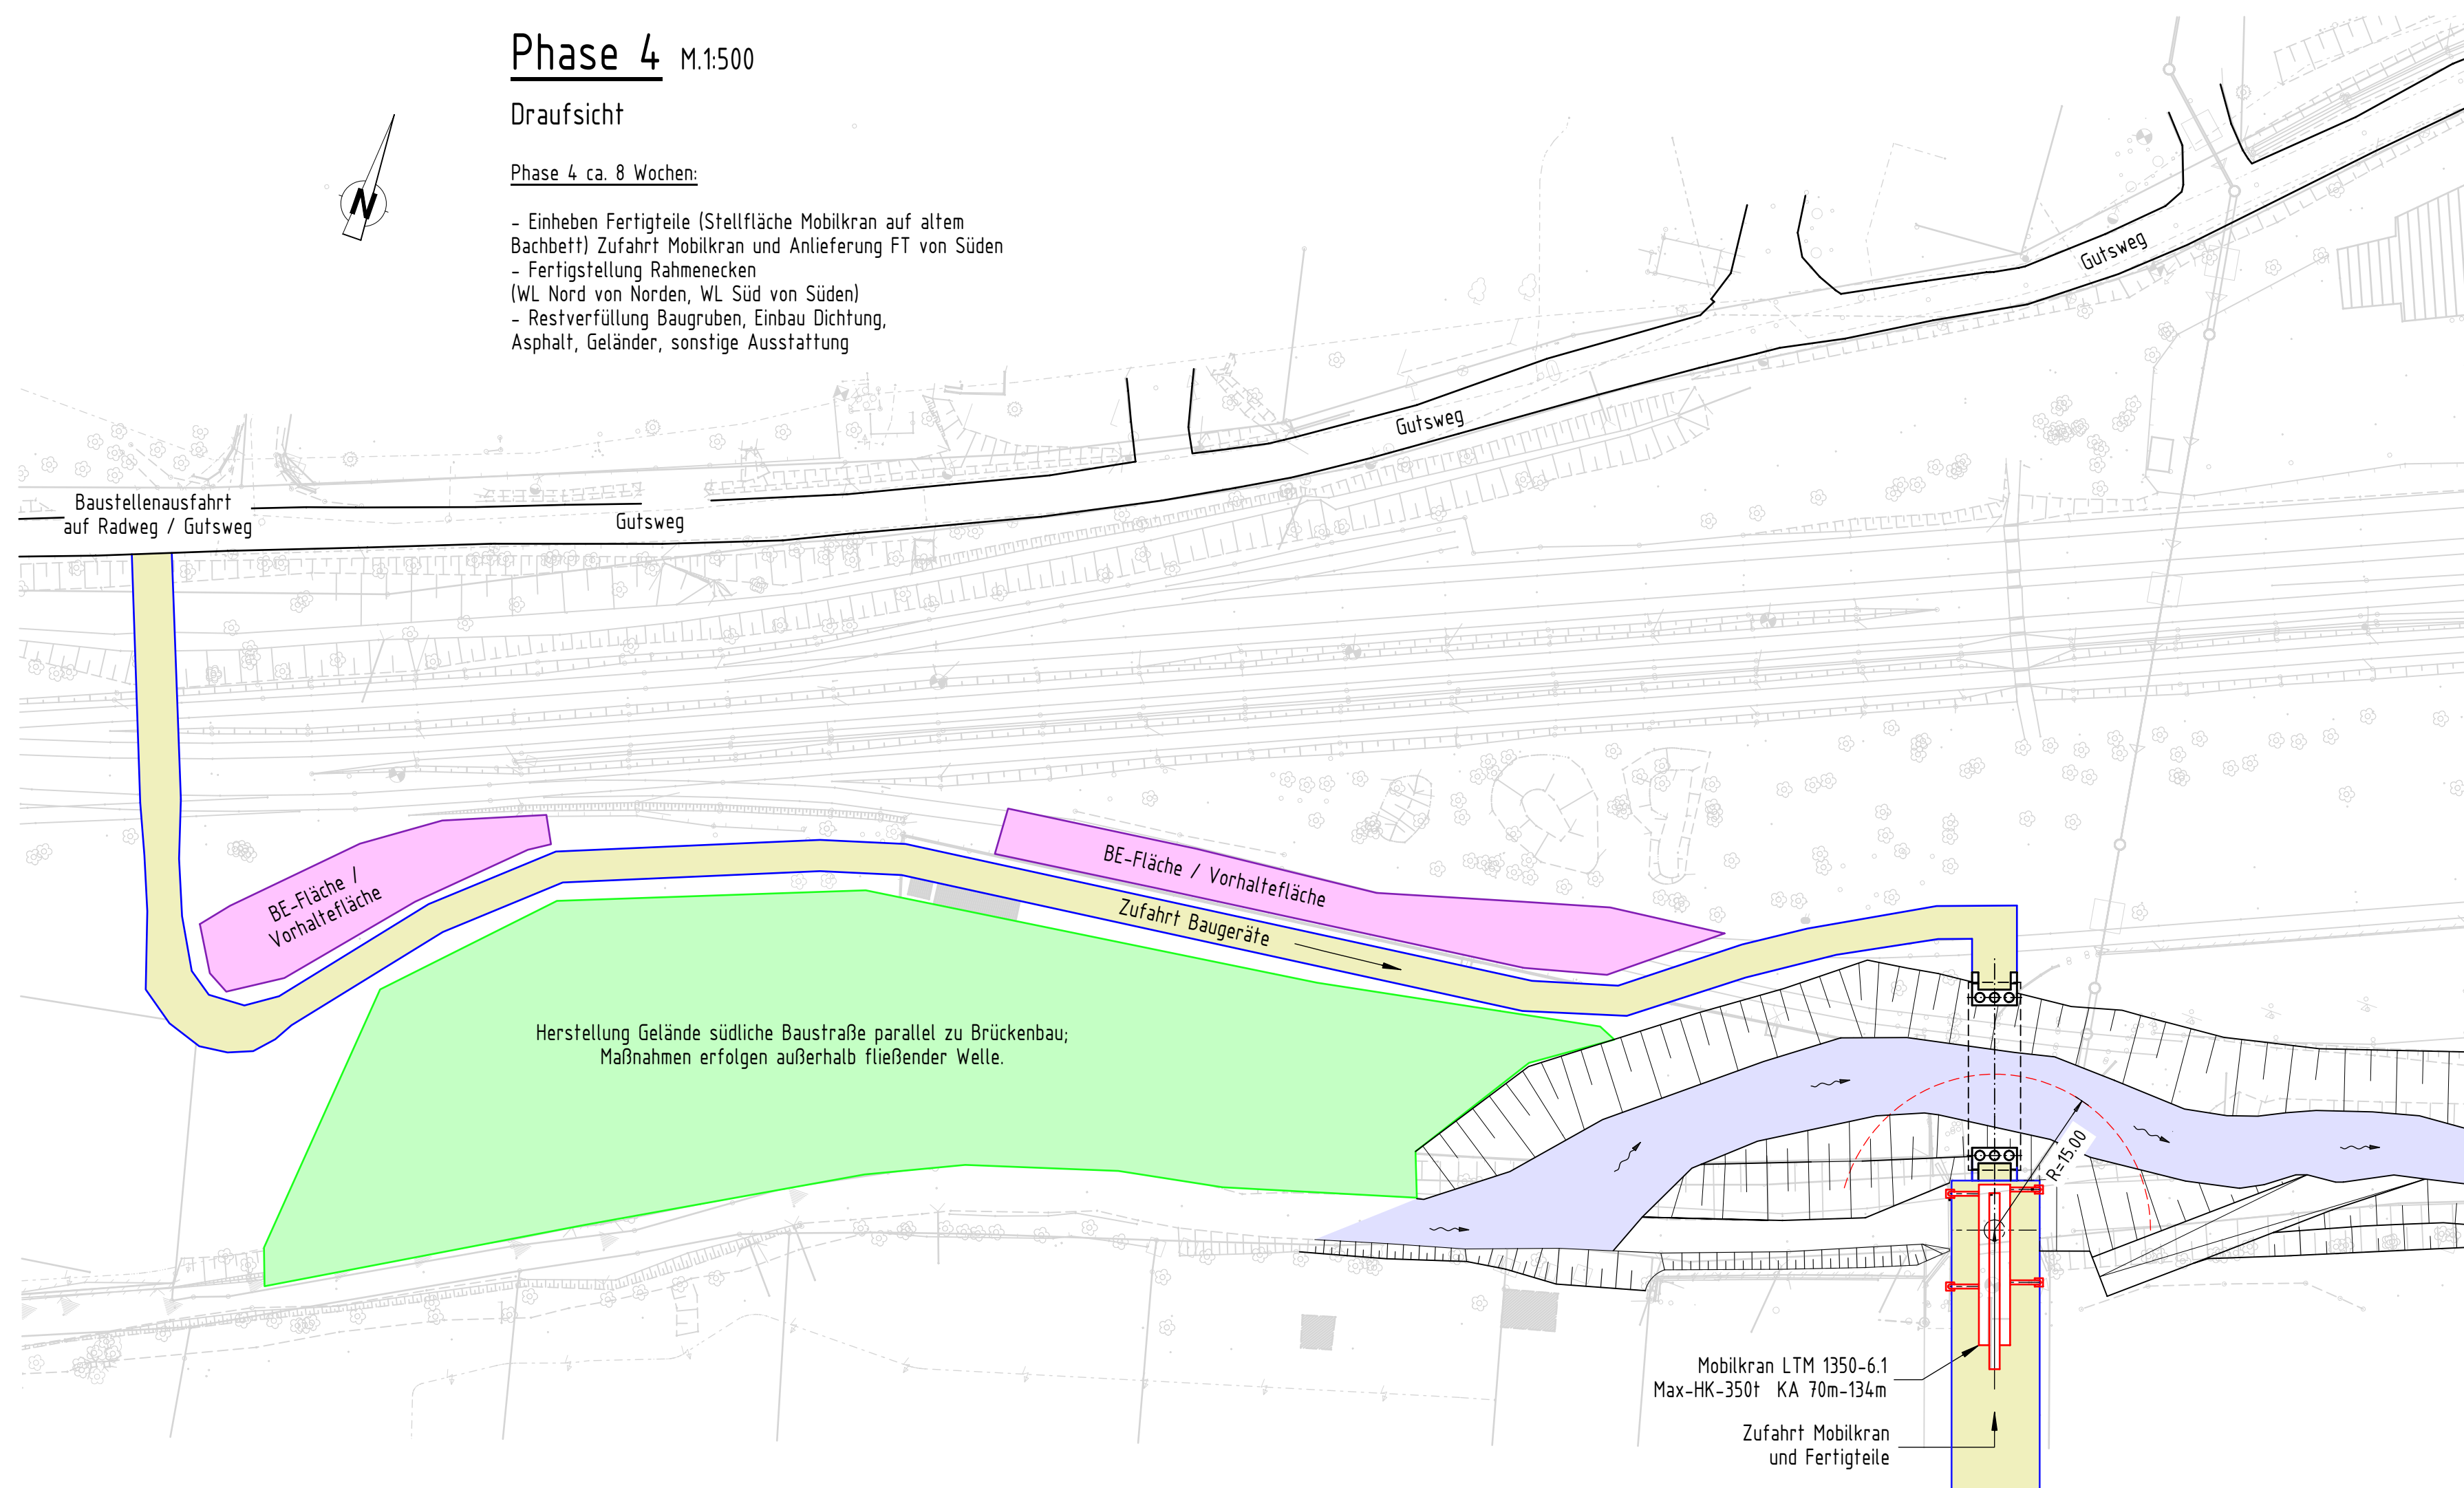 Phase 4 M.1:500
Draufsicht
Phase 4 ca. 8 Wochen:
- Einheben Fertigteile (Stellfläche Mobilkran auf altem
Bachbett) Zufahrt Mobilkran und Anlieferung FT von Süden
- Fertigstellung Rahmenecken
(WL Nord von Norden, WL Süd von Süden)
- Restverfüllung Baugruben, Einbau Dichtung,
Asphalt, Geländer, sonstige Ausstattung
N
Gutsweg
Gutsweg
Baustellenausfahrt
auf Radweg / Gutsweg
Gutsweg
BE-Fläche /
Vorhaltefläche
BE-Fläche / Vorhaltefläche
Zufahrt Baugeräte
Herstellung Gelände südliche Baustraße parallel zu Brückenbau;
Maßnahmen erfolgen außerhalb fließender Welle.
R=15.00
Mobilkran LTM 1350-6.1
Max-HK-350t KA 70m-134m
Zufahrt Mobilkran
und Fertigteile